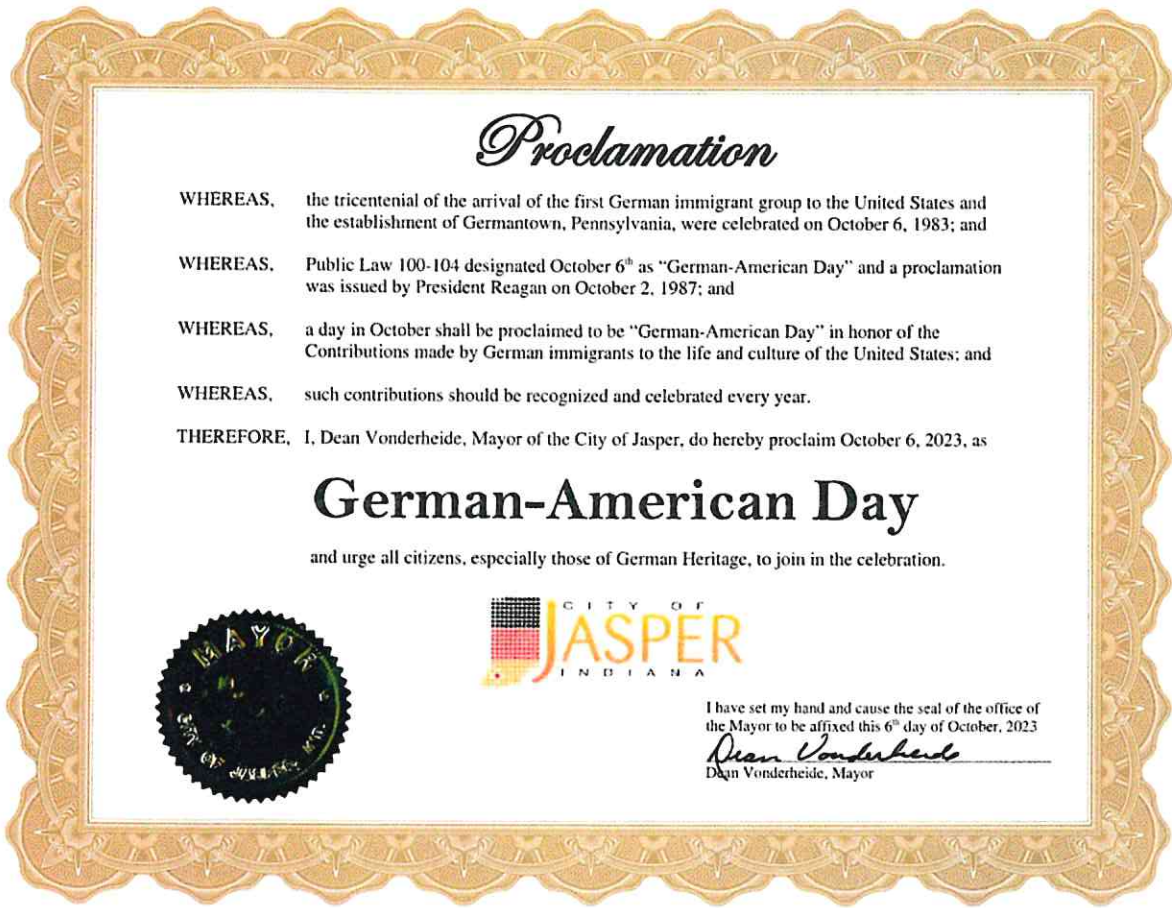 Proclamation
WHEREAS, the tricentenial of the arrival of the first German immigrant group to the United States and
the establishment of Germantown, Pennsylvania, were celebrated on October 6, 1983; and
WHEREAS, Public Law 100-104 designated October 6th as “German-American Day” and a proclamation
was issued by President Reagan on October 2, 1987; and
WHEREAS, a day in October shall be proclaimed to be “German-American Day” in honor of the
Contributions made by German immigrants to the life and culture of the United States; and
WHEREAS, such contributions should be recognized and celebrated every year.
THEREFORE, I, Dean Vonderheide, Mayor of the City of Jasper, do hereby proclaim October 6, 2023, as
German-American Day
and urge all citizens, especially those of German Heritage, to join in the celebration.
CITY OF
JASPER
INDIANA
MAYOR
CITY OF JASPER, IND.
I have set my hand and cause the seal of the office of
the Mayor to be affixed this 6th day of October, 2023
Dean Vonderheide
Dean Vonderheide, Mayor